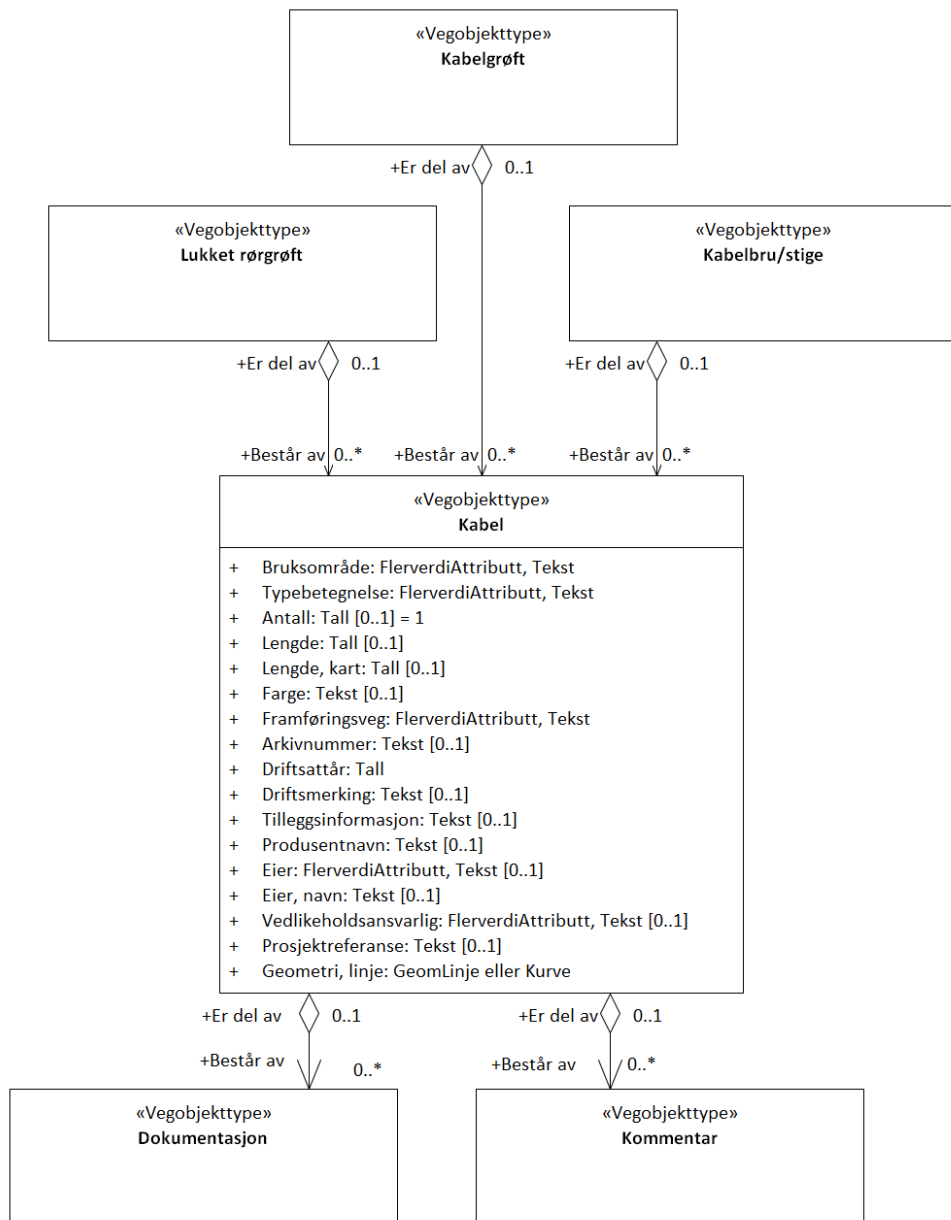 «Vegobjekttype»
Kabelgrøft
+Er del av 0..1
«Vegobjekttype»
Lukket rørgrøft
«Vegobjekttype»
Kabelbru/stige
+Er del av 0..1
+Er del av 0..1
+Består av 0..*
+Består av 0..*
+Består av 0..*
«Vegobjekttype»
Kabel
+ Bruksområde: FlerverdiAttributt, Tekst
+ Typebetegnelse: FlerverdiAttributt, Tekst
+ Antall: Tall [0..1] = 1
+ Lengde: Tall [0..1]
+ Lengde, kart: Tall [0..1]
+ Farge: Tekst [0..1]
+ Framføringsveg: FlerverdiAttributt, Tekst
+ Arkivnummer: Tekst [0..1]
+ Driftsattår: Tall
+ Driftsmerking: Tekst [0..1]
+ Tilleggsinformasjon: Tekst [0..1]
+ Produsentnavn: Tekst [0..1]
+ Eier: FlerverdiAttributt, Tekst [0..1]
+ Eier, navn: Tekst [0..1]
+ Vedlikeholdsansvarlig: FlerverdiAttributt, Tekst [0..1]
+ Prosjektreferanse: Tekst [0..1]
+ Geometri, linje: GeomLinje eller Kurve
+Er del av 0..1
+Er del av 0..1
+Består av 0..*
+Består av 0..*
«Vegobjekttype»
Dokumentasjon
«Vegobjekttype»
Kommentar